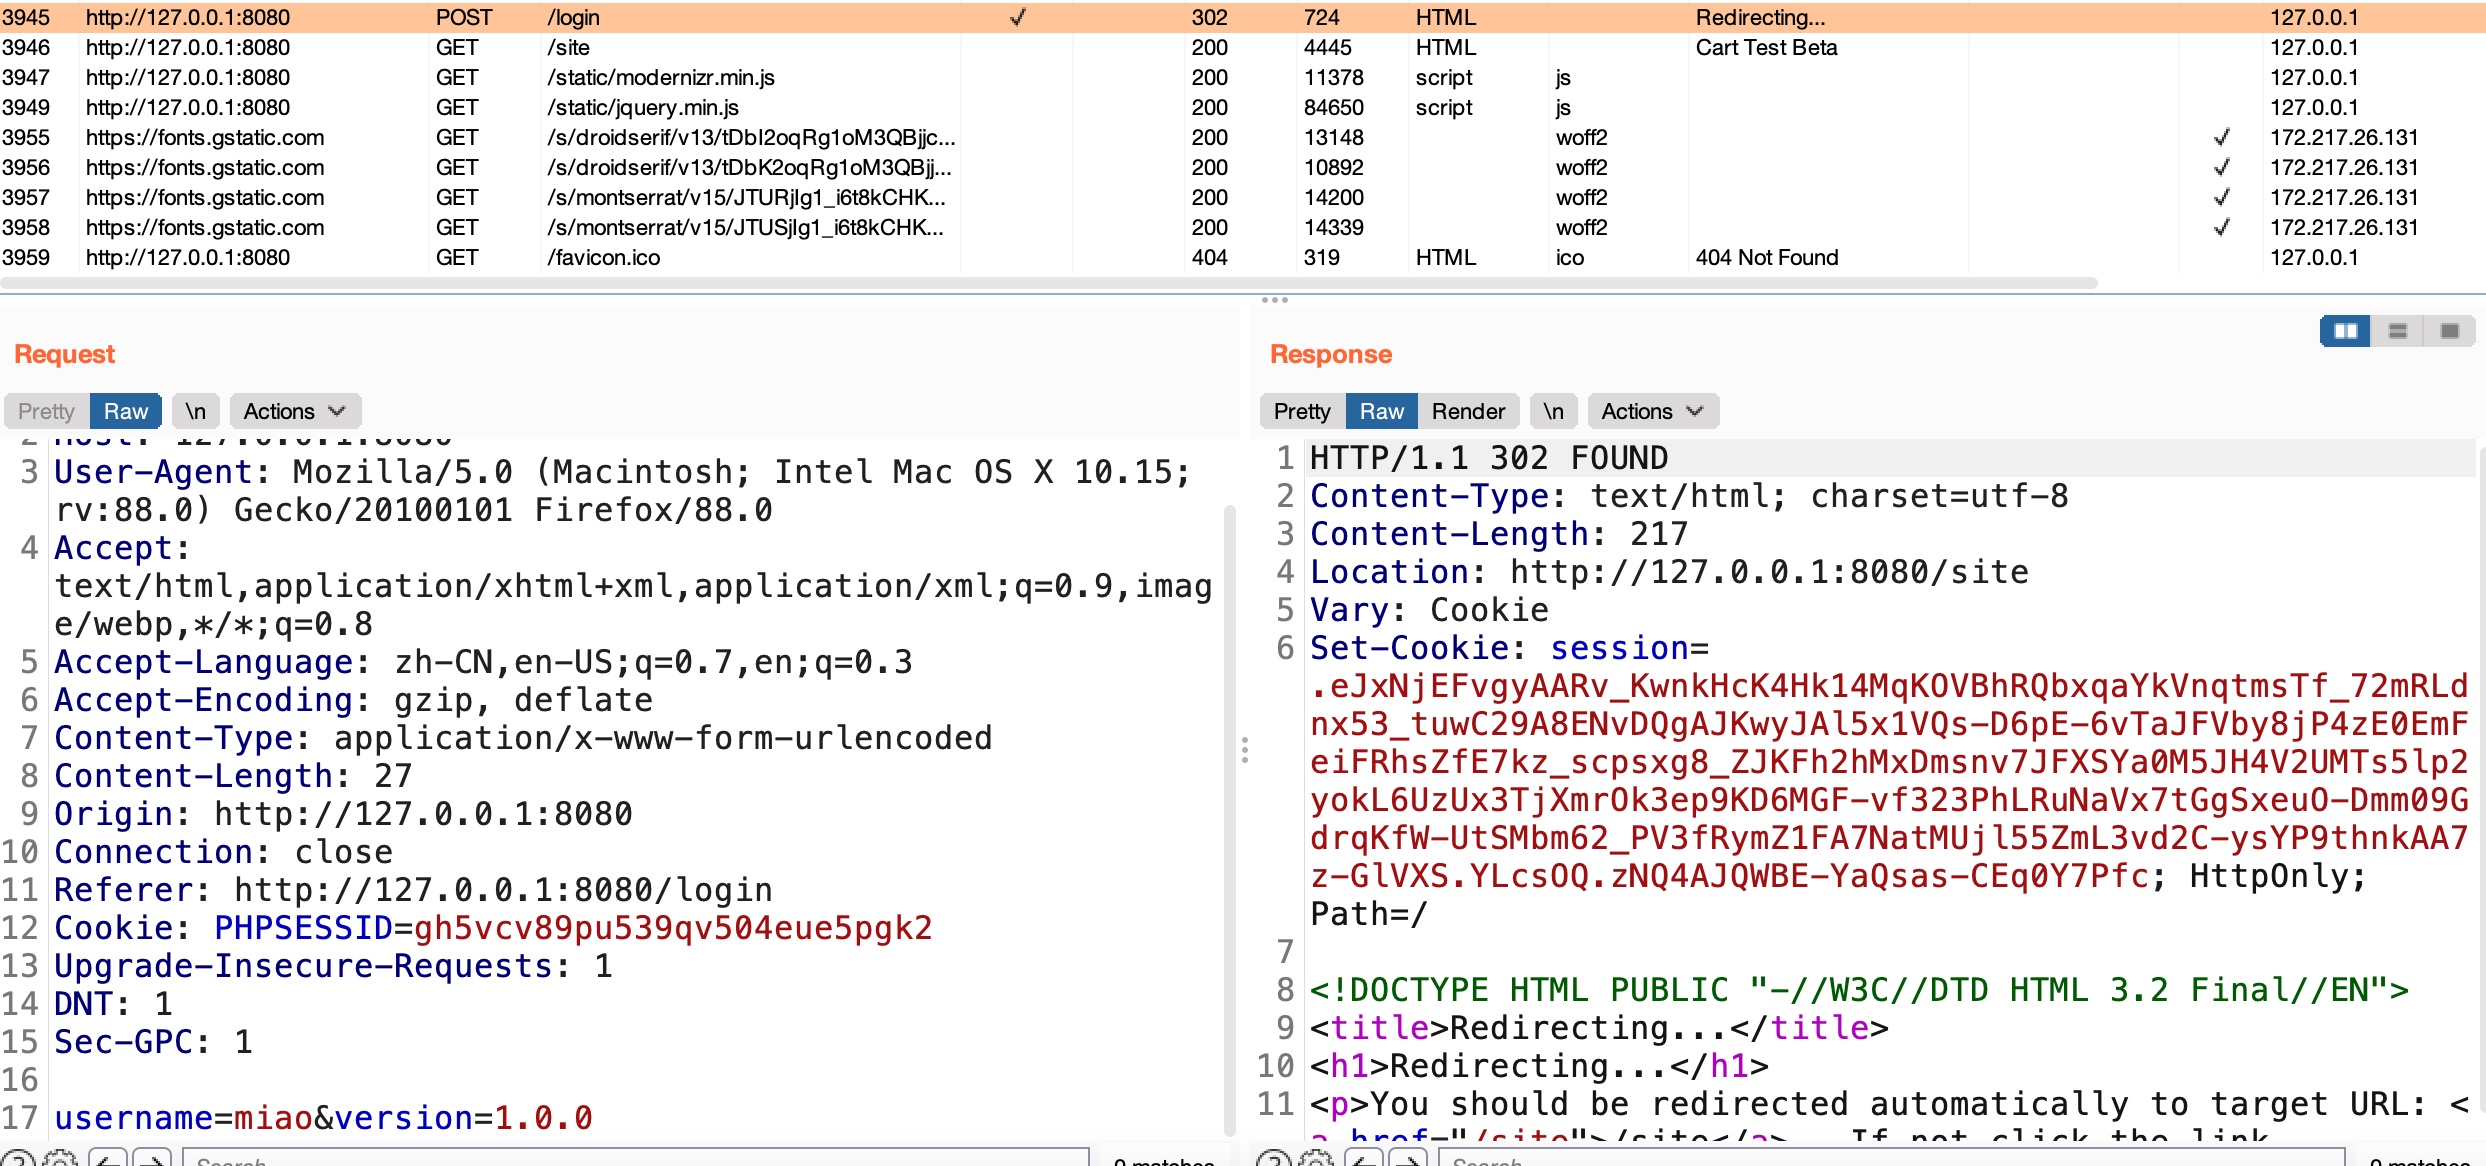 3945 http://127.0.0.1:8080 POST /login ✓ 302 724 HTML Redirecting... 127.0.0.1
3946 http://127.0.0.1:8080 GET /site 200 4445 HTML Cart Test Beta 127.0.0.1
3947 http://127.0.0.1:8080 GET /static/modernizr.min.js 200 11378 script js 127.0.0.1
3949 http://127.0.0.1:8080 GET /static/jquery.min.js 200 84650 script js 127.0.0.1
3955 https://fonts.gstatic.com GET /s/droidserif/v13/tDbI2oqRg1oM3QBjjc... 200 13148 woff2 ✓ 172.217.26.131
3956 https://fonts.gstatic.com GET /s/droidserif/v13/tDbK2oqRg1oM3QBjj... 200 10892 woff2 ✓ 172.217.26.131
3957 https://fonts.gstatic.com GET /s/montserrat/v15/JTURjIg1_i6t8kCHK... 200 14200 woff2 ✓ 172.217.26.131
3958 https://fonts.gstatic.com GET /s/montserrat/v15/JTUSjIg1_i6t8kCHK... 200 14339 woff2 ✓ 172.217.26.131
3959 http://127.0.0.1:8080 GET /favicon.ico 404 319 HTML ico 404 Not Found 127.0.0.1
Request
Pretty Raw \n Actions
2 Host: 127.0.0.1:8080
3 User-Agent: Mozilla/5.0 (Macintosh; Intel Mac OS X 10.15;
rv:88.0) Gecko/20100101 Firefox/88.0
4 Accept:
text/html,application/xhtml+xml,application/xml;q=0.9,imag
e/webp,*/*;q=0.8
5 Accept-Language: zh-CN,en-US;q=0.7,en;q=0.3
6 Accept-Encoding: gzip, deflate
7 Content-Type: application/x-www-form-urlencoded
8 Content-Length: 27
9 Origin: http://127.0.0.1:8080
10 Connection: close
11 Referer: http://127.0.0.1:8080/login
12 Cookie: PHPSESSID=gh5vcv89pu539qv504eue5pgk2
13 Upgrade-Insecure-Requests: 1
14 DNT: 1
15 Sec-GPC: 1
16
17 username=miao&version=1.0.0
Search
0 matches
Response
Pretty Raw Render \n Actions
1 HTTP/1.1 302 FOUND
2 Content-Type: text/html; charset=utf-8
3 Content-Length: 217
4 Location: http://127.0.0.1:8080/site
5 Vary: Cookie
6 Set-Cookie: session=
.eJxNjEFvgyAARv_KwnkHcK4Hk14MqKOVBhRQbxqaYkVnqtmsTf_72mRLd
nx53_tuwC29A8ENvDQgAJKwyJAl5x1VQs-D6pE-6vTaJFVby8jP4zE0EmF
eiFRhsZfE7kz_scpsxg8_ZJKFh2hMxDmsnv7JFXSYa0M5JH4V2UMTs5lp2
yokL6UzUx3TjXmrOk3ep9KD6MGF-vf323PhLRuNaVx7tGgSxeuO-Dmm09G
drqKfW-UtSMbm62_PV3fRymZ1FA7NatMUjl55ZmL3vd2C-ysYP9thnkAA7
z-GlVXS.YLcsOQ.zNQ4AJQWBE-YaQsas-CEq0Y7Pfc; HttpOnly;
Path=/
7
8 <!DOCTYPE HTML PUBLIC "-//W3C//DTD HTML 3.2 Final//EN">
9 <title>Redirecting...</title>
10 <h1>Redirecting...</h1>
11 <p>You should be redirected automatically to target URL: <
a href="/site">/site</a>. If not click the link.
Search
0 matches